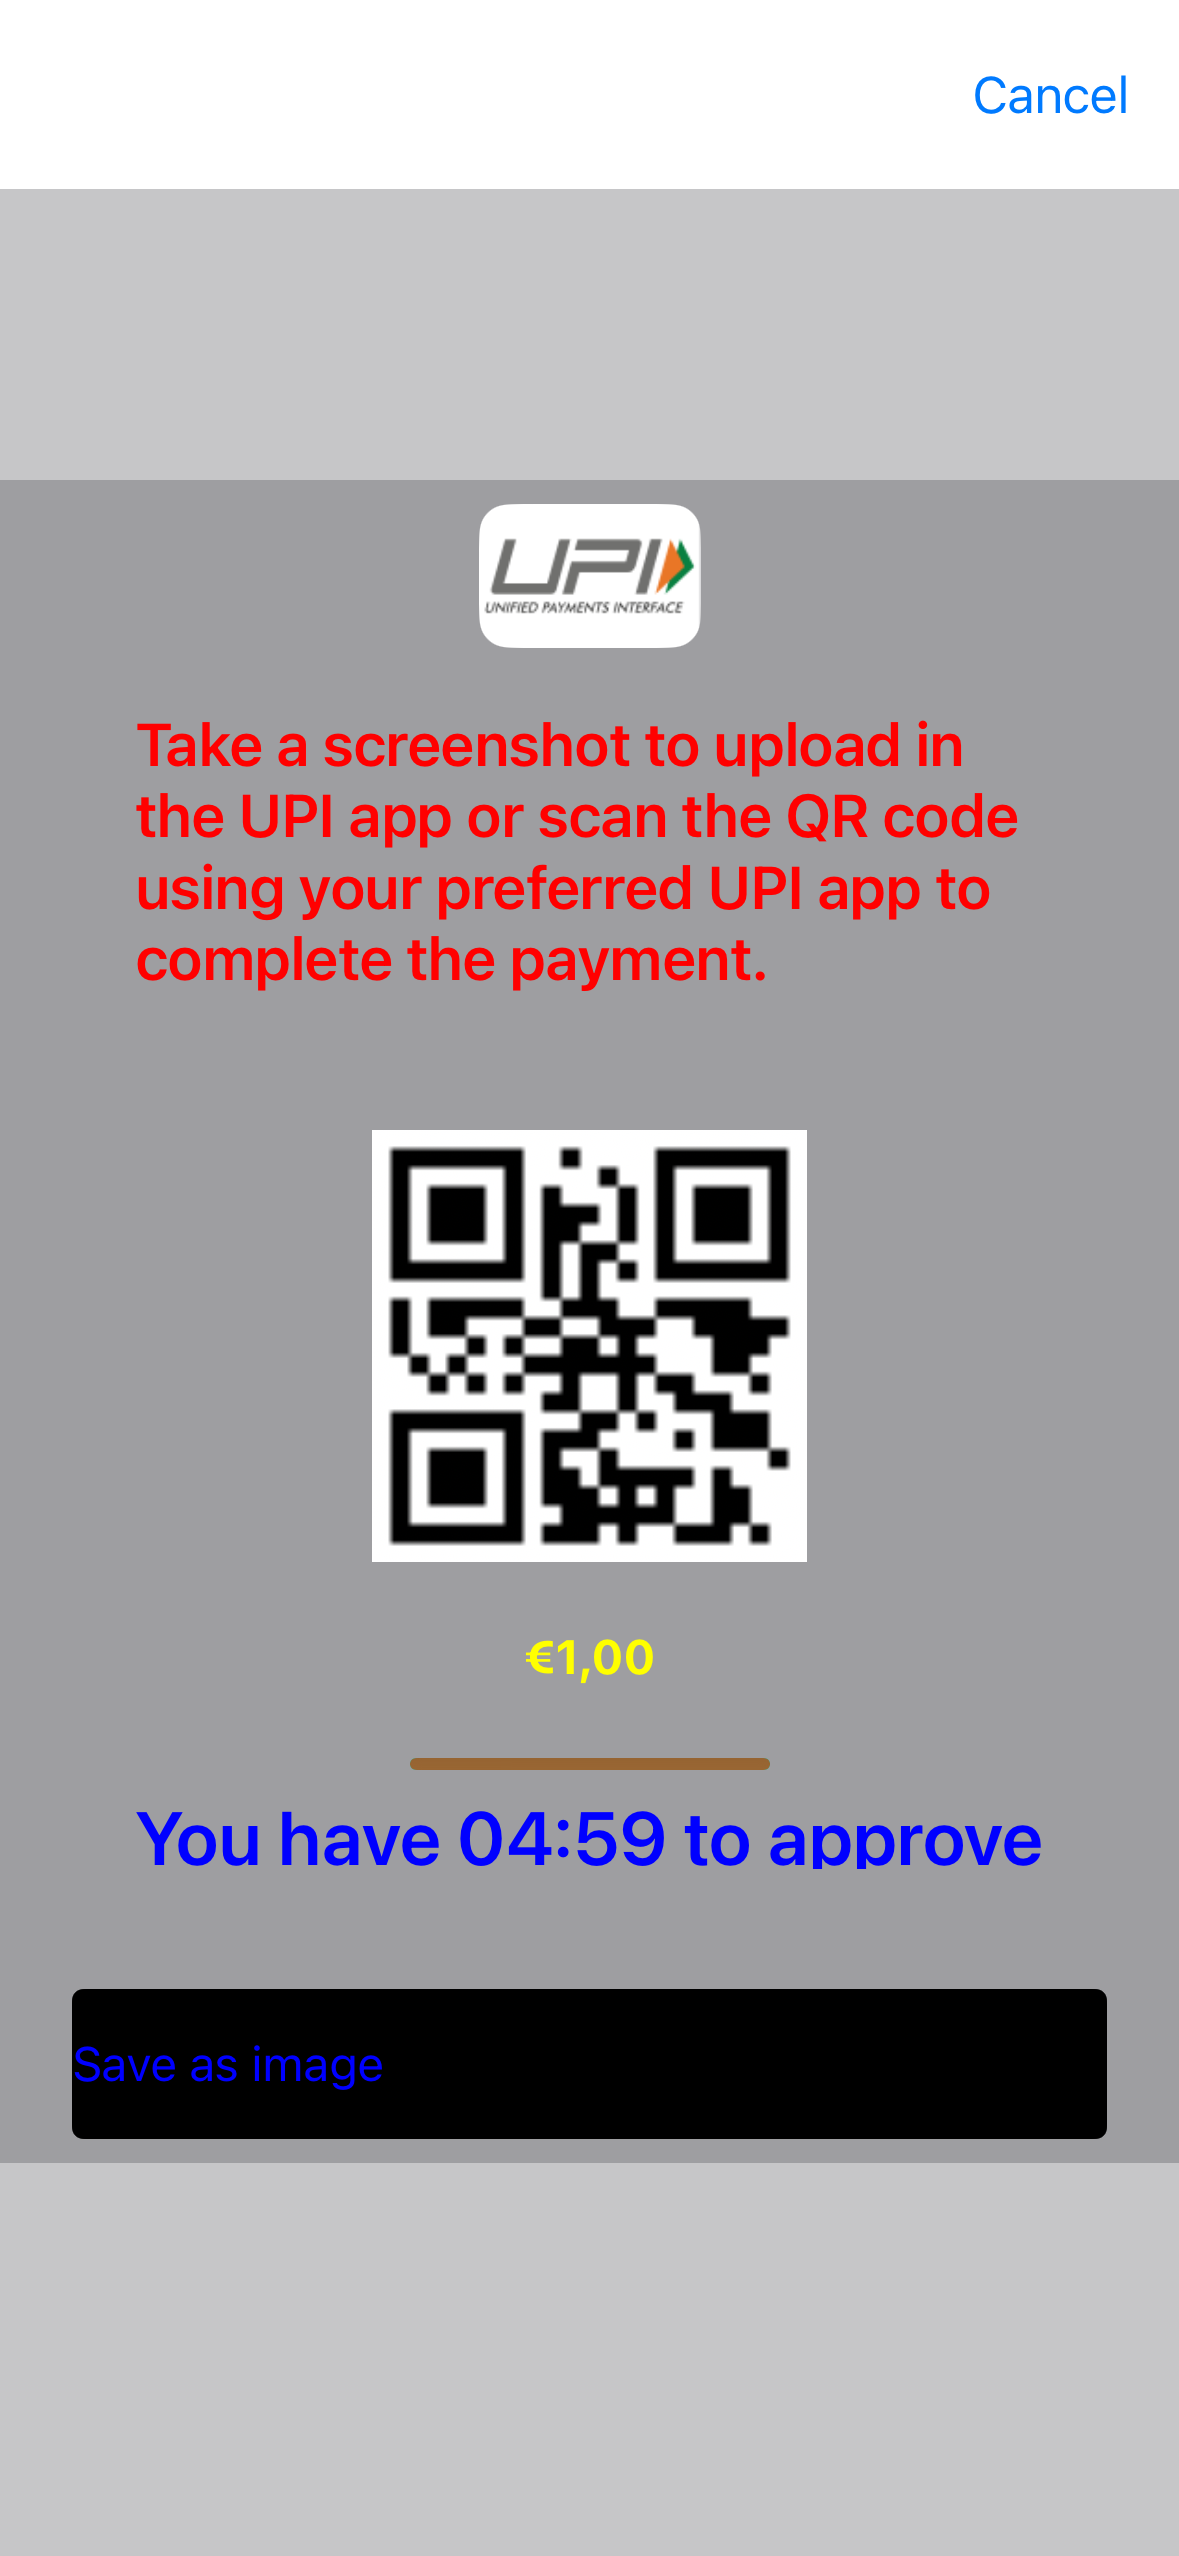 Cancel
UPI
UNIFIED PAYMENTS INTERFACE
Take a screenshot to upload in
the UPI app or scan the QR code
using your preferred UPI app to
complete the payment.
€1,00
You have 04:59 to approve
Save as image